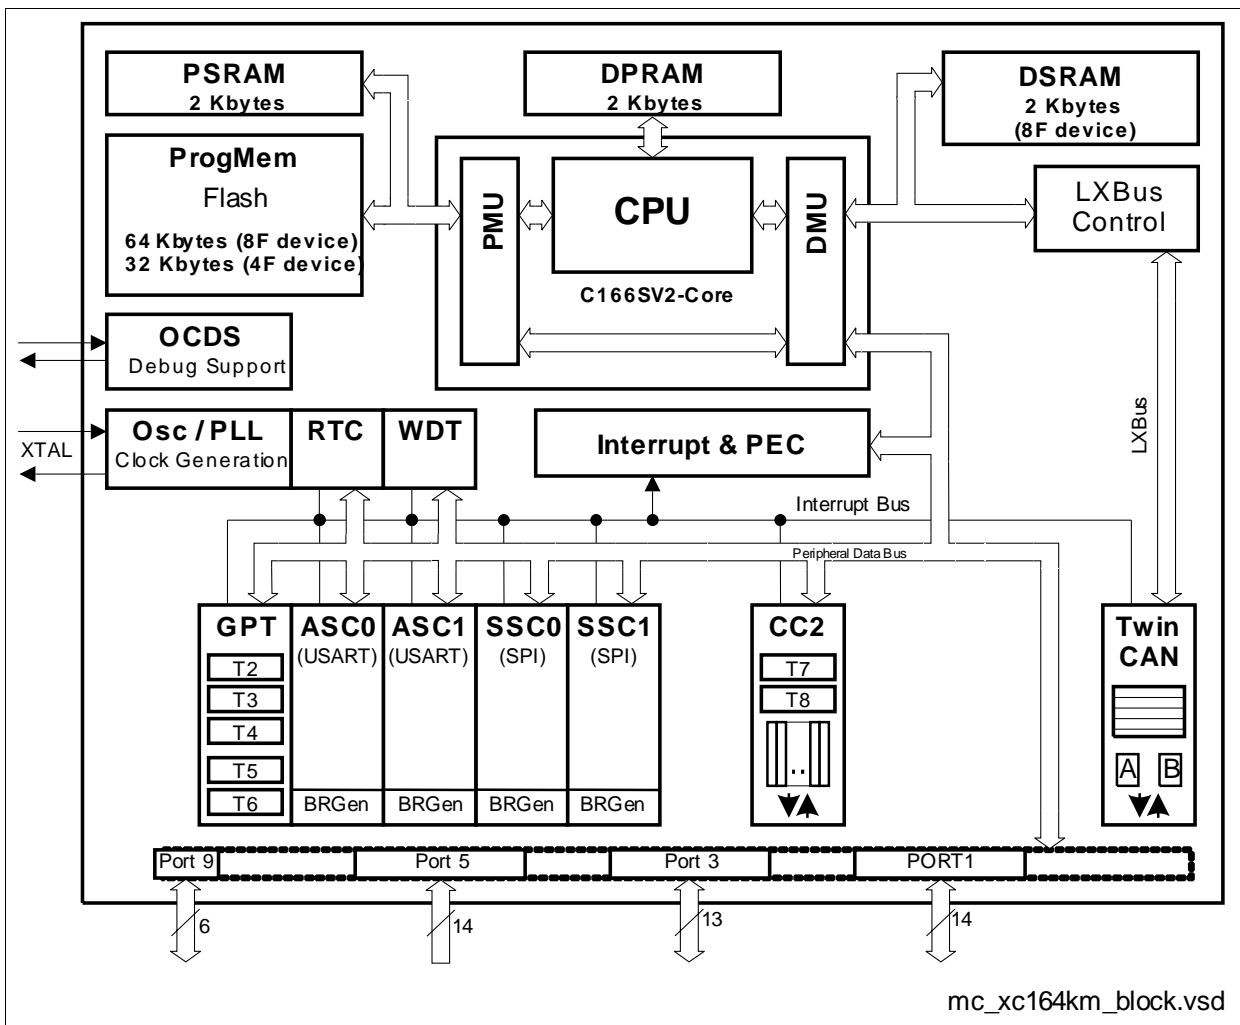 PSRAM
2 Kbytes
DPRAM
2 Kbytes
DSRAM
2 Kbytes
(8F device)
ProgMem
Flash
64 Kbytes (8F device)
32 Kbytes (4F device)
PMU
CPU
DMU
C166SV2-Core
LXBus
Control
OCDS
Debug Support
XTAL
Osc / PLL
Clock Generation
RTC
WDT
Interrupt & PEC
LXBus
Interrupt Bus
Peripheral Data Bus
GPT
T2
T3
T4
T5
T6
ASC0
(USART)
BRGen
ASC1
(USART)
BRGen
SSC0
(SPI)
BRGen
SSC1
(SPI)
BRGen
CC2
T7
T8
..
Twin
CAN
A
B
Port 9
Port 5
Port 3
PORT1
6
14
13
14
mc_xc164km_block.vsd